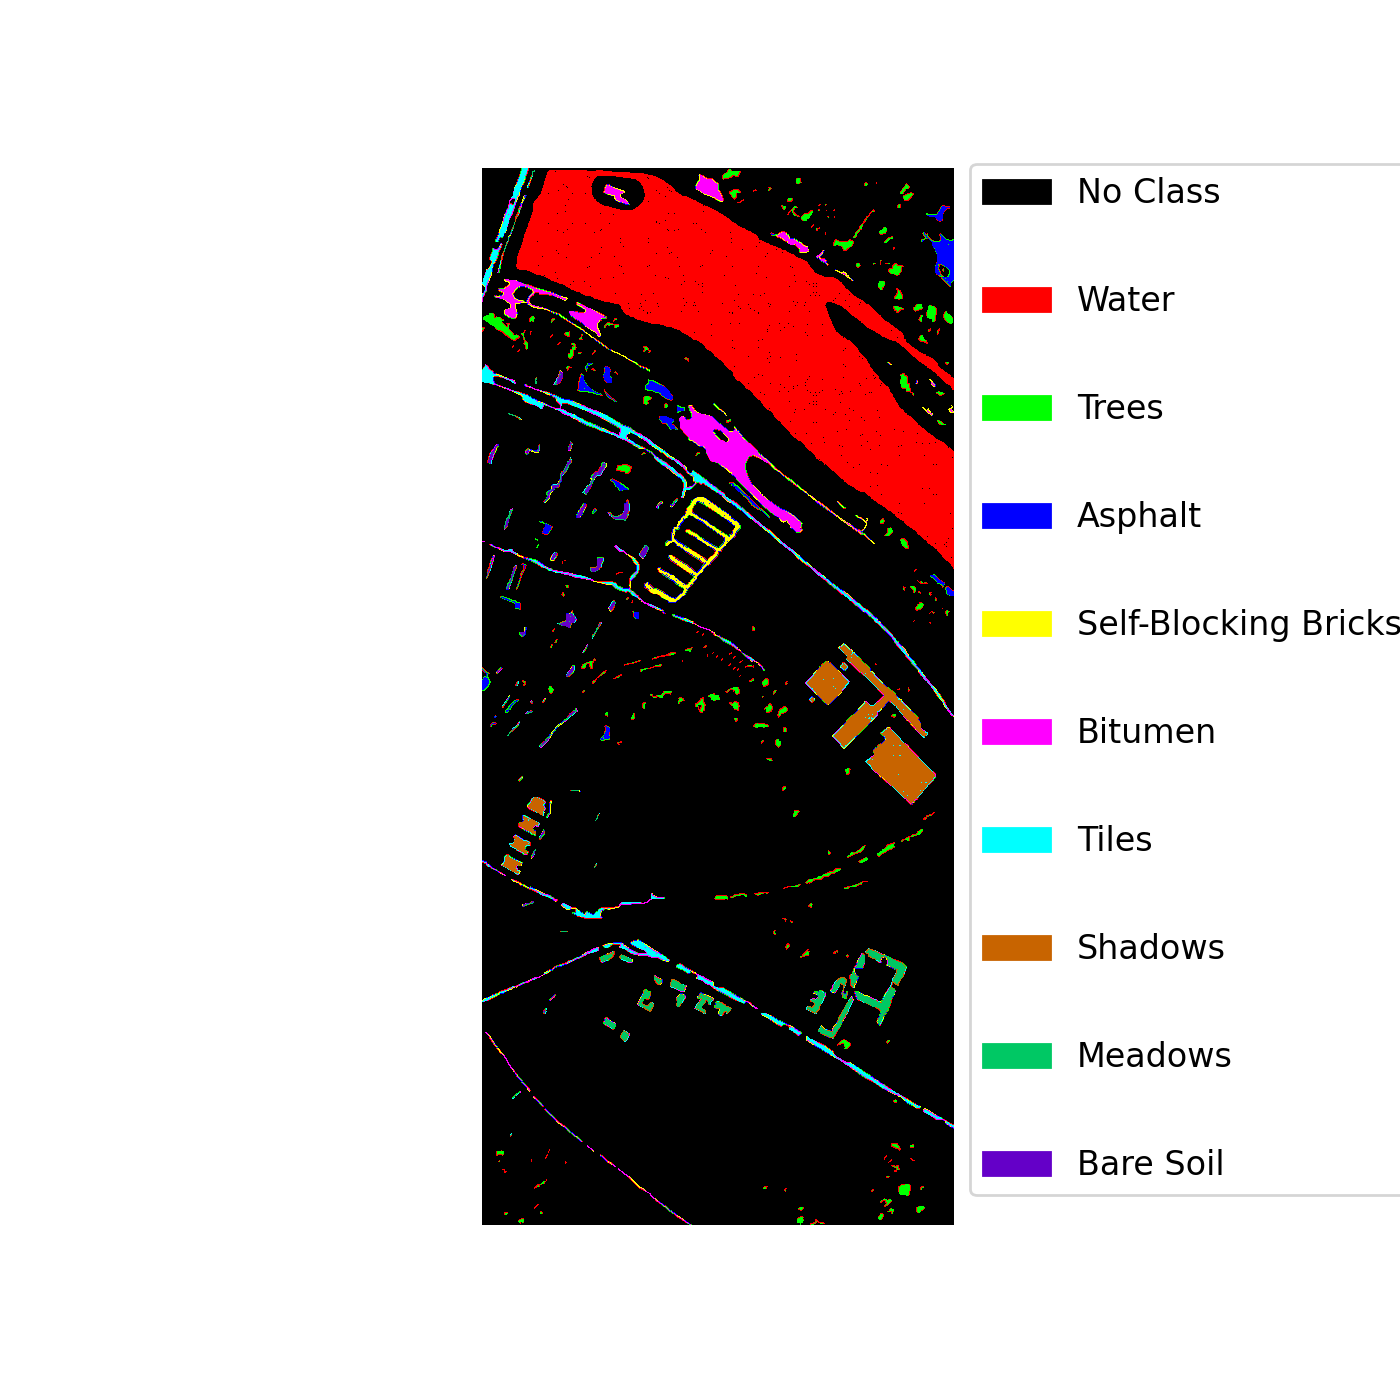 No Class
Water
Trees
Asphalt
Self-Blocking Bricks
Bitumen
Tiles
Shadows
Meadows
Bare Soil